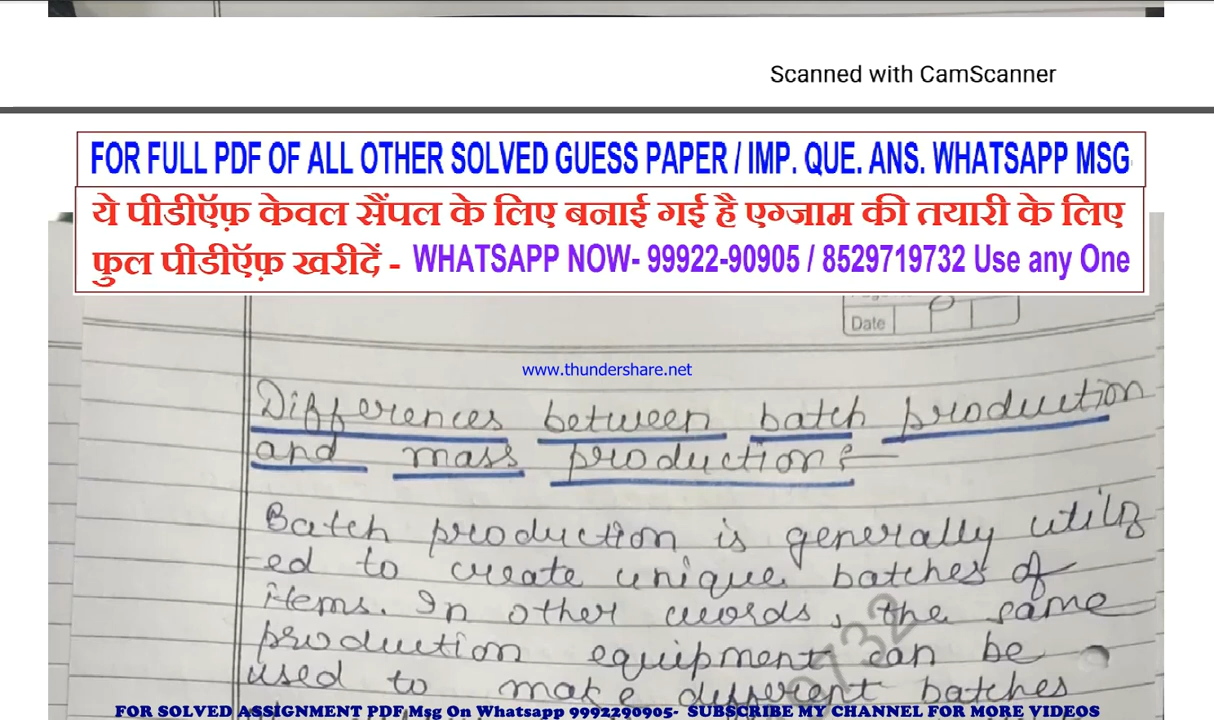 Scanned with CamScanner
FOR FULL PDF OF ALL OTHER SOLVED GUESS PAPER / IMP. QUE. ANS. WHATSAPP MSG
ये पीडीऍफ़ केवल सैंपल के लिए बनाई गई है एग्जाम की तयारी के लिए
फुल पीडीऍफ़ खरीदें - WHATSAPP NOW- 99922-90905 / 8529719732 Use any One
Date
www.thundershare.net
Differences between batch production
and mass production:-
Batch production is generally utiliz
-ed to create unique batches of
items. In other words, the same
production equipment can be
used to make different batches
FOR SOLVED ASSIGNMENT PDF Msg On Whatsapp 9992290905- SUBSCRIBE MY CHANNEL FOR MORE VIDEOS